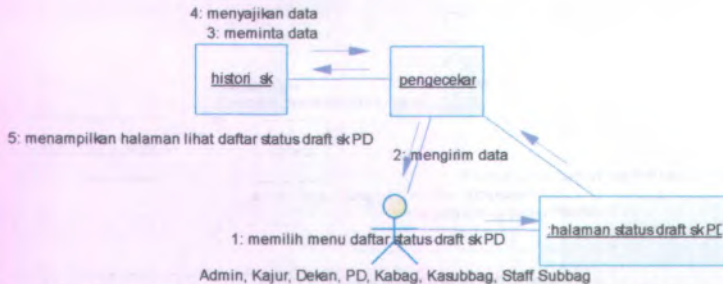 4: menyajikan data
3: meminta data
histori_sk
pengecekar
5: menampilkan halaman lihat daftar status draft sk PD
2: mengirim data
1: memilih menu daftar status draft sk PD
:halaman status draft sk PD
Admin, Kajur, Dekan, PD, Kabag, Kasubbag, Staff Subbag